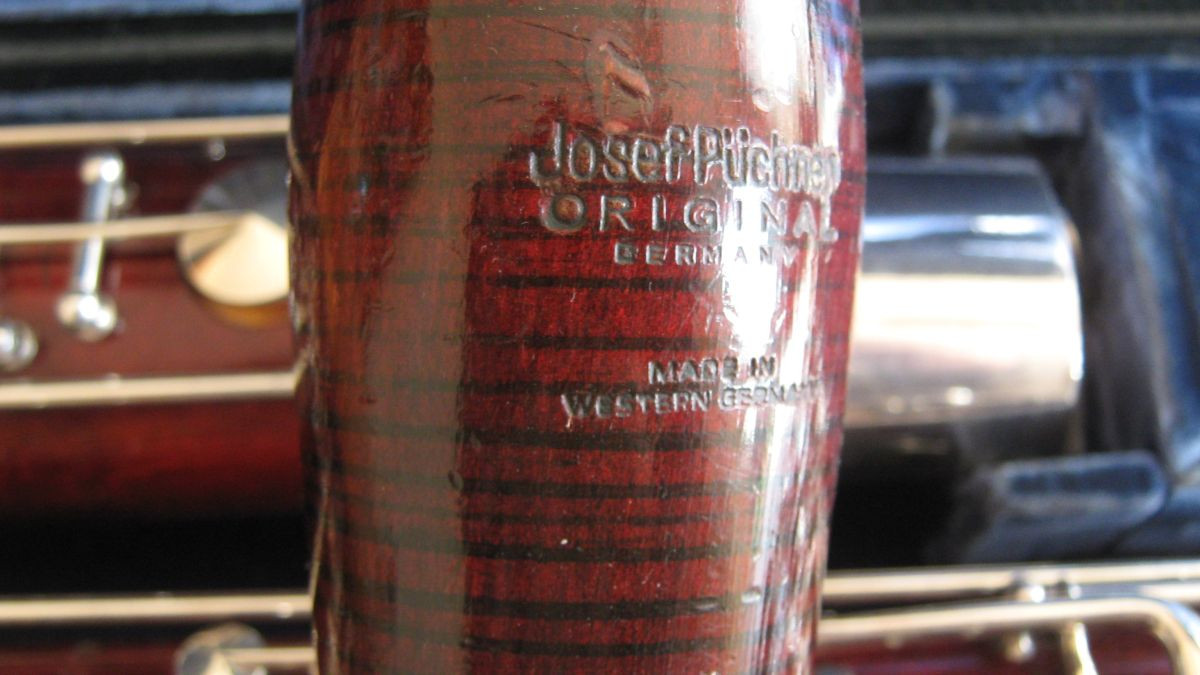 Josef Püchner
ORIGINAL
GERMANY
MADE IN
WESTERN GERMANY